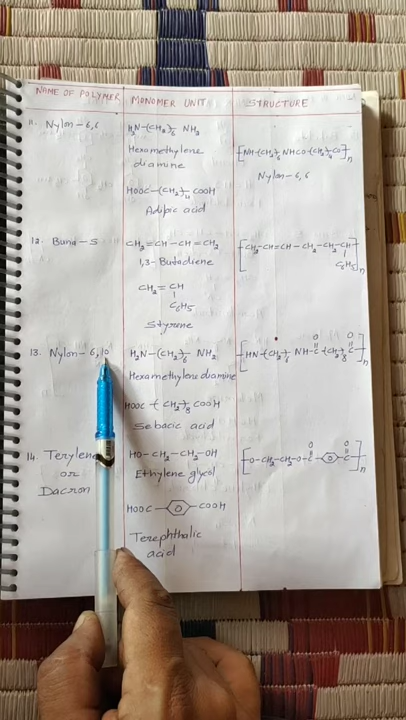 NAME OF POLYMER MONOMER UNIT STRUCTURE
11. Nylon-6,6
H₂N-(CH₂)₆ NH₂
Hexamethylene
diamine
HOOC-(CH₂)₄ COOH
Adipic acid
[NH-(CH₂)₆ NHCO-(CH₂)₄CO]n
Nylon-6,6
12. Buna-S
CH₂=CH-CH=CH₂
1,3-Butadiene
CH₂=CH
|
C₆H₅
Styrene
[CH₂-CH=CH-CH₂-CH₂-CH]n
|
C₆H₅
13. Nylon-6,10
H₂N-(CH₂)₆ NH₂
Hexamethylene diamine
HOOC-(CH₂)₈ COOH
Sebacic acid
O O
[HN-(CH₂)₆ NH-C-(CH₂)₈ C]n
14. Terylene
or
Dacron
HO-CH₂-CH₂-OH
Ethylene glycol
HOOC- -COOH
Terephthalic
acid
O O
[O-CH₂-CH₂-O-C- -C]n